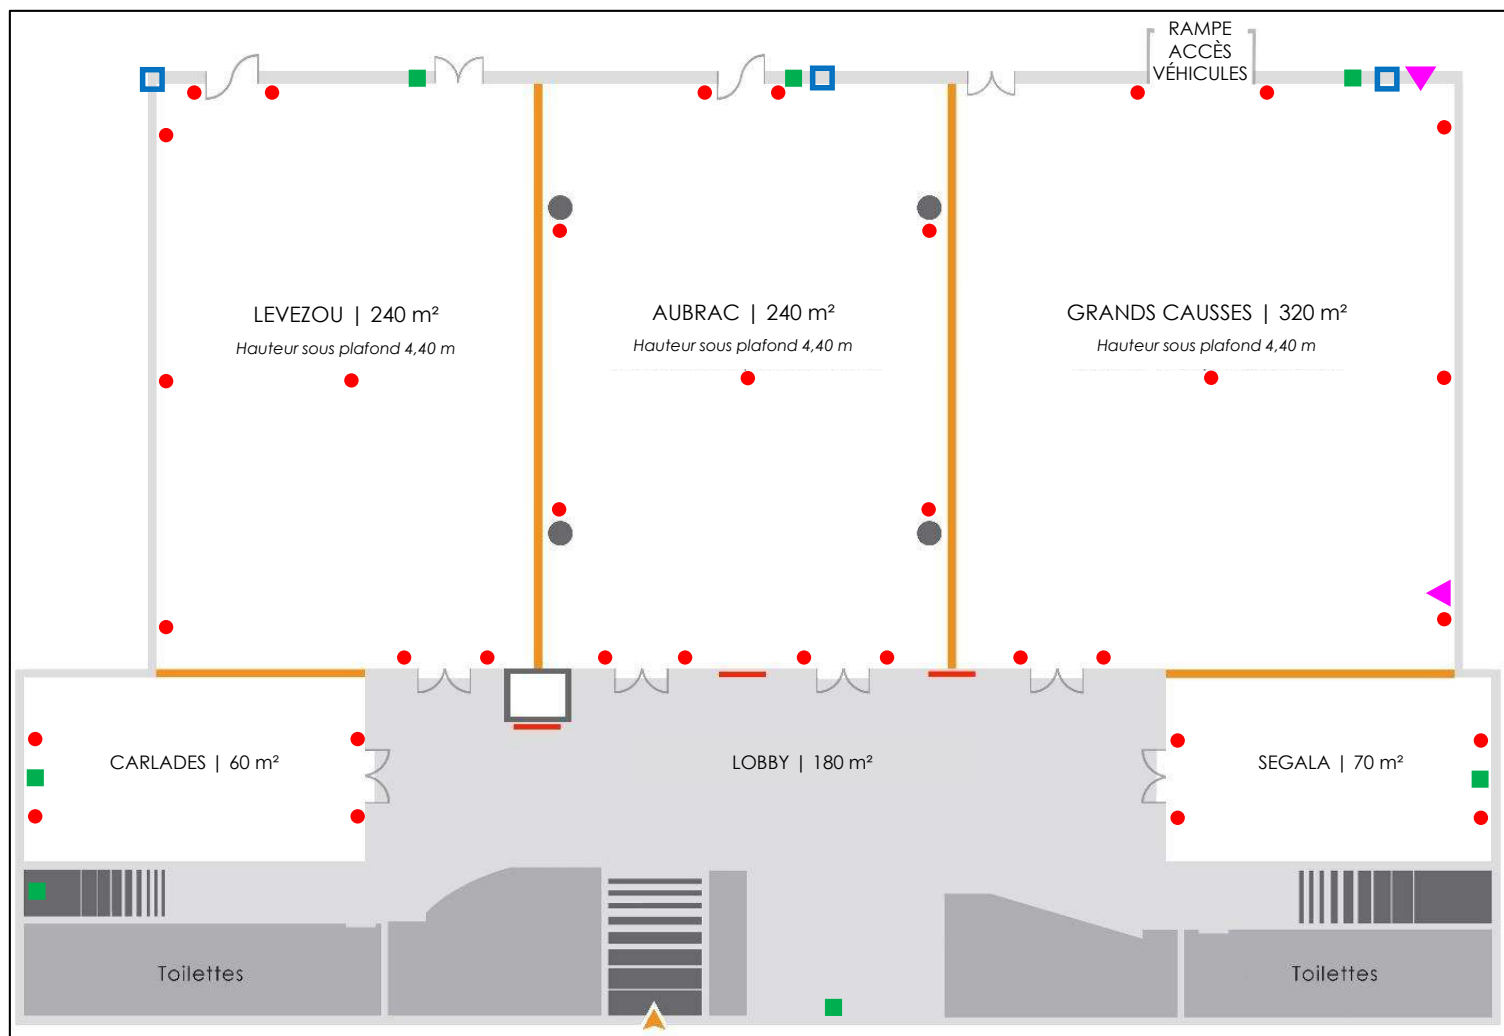 RAMPE
ACCÈS
VÉHICULES
LEVEZOU | 240 m²
Hauteur sous plafond 4,40 m
AUBRAC | 240 m²
Hauteur sous plafond 4,40 m
GRANDS CAUSSES | 320 m²
Hauteur sous plafond 4,40 m
CARLADES | 60 m²
LOBBY | 180 m²
SEGALA | 70 m²
Toilettes
Toilettes